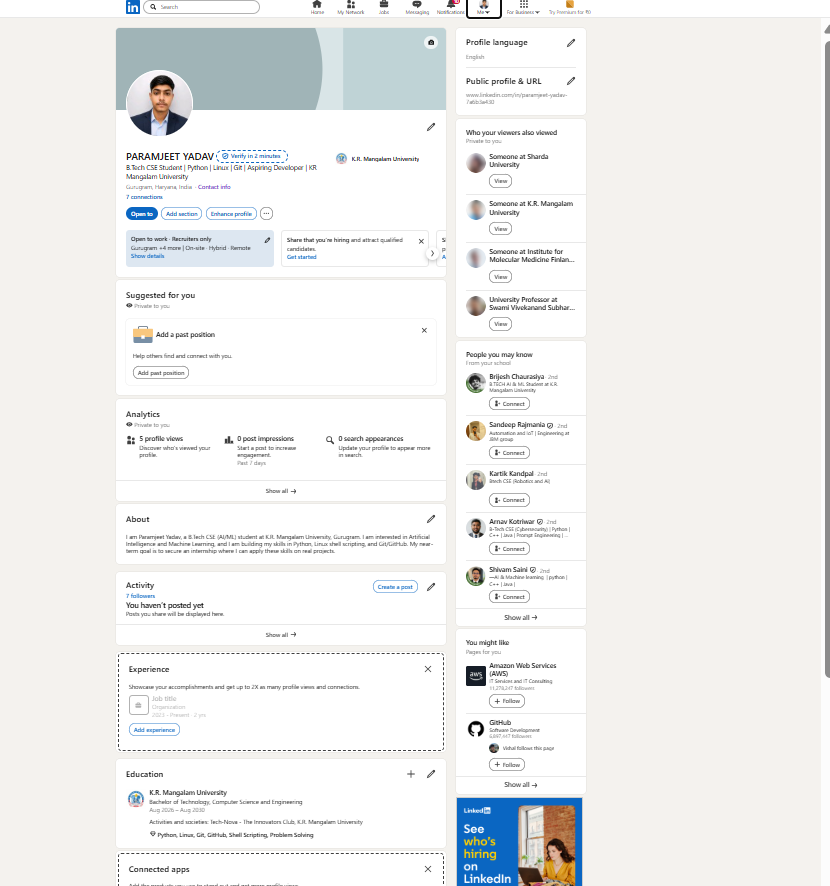 in
Search
Home
My Network
Jobs
Messaging
Notifications
Me
For Business
Try Premium for ₹0
PARAMJEET YADAV
Verify in 2 minutes
K.R. Mangalam University
B.Tech CSE Student | Python | Linux | Git | Aspiring Developer | KR
Mangalam University
Gurugram, Haryana, India · Contact info
7 connections
Open to
Add section
Enhance profile
Open to work · Recruiters only
Gurugram +4 more | On-site · Hybrid · Remote
Show details
Share that you're hiring and attract qualified
candidates.
Get started
Suggested for you
Private to you
Add a past position
Help others find and connect with you.
Add past position
Analytics
Private to you
5 profile views
Discover who's viewed your
profile.
0 post impressions
Start a post to increase
engagement.
Past 7 days
0 search appearances
Update your profile to appear more
in search.
Show all →
About
I am Paramjeet Yadav, a B.Tech CSE (AI/ML) student at K.R. Mangalam University, Gurugram. I am interested in Artificial
Intelligence and Machine Learning, and I am building my skills in Python, Linux shell scripting, and Git/GitHub. My near-
term goal is to secure an internship where I can apply these skills on real projects.
Activity
7 followers
Create a post
You haven't posted yet
Posts you share will be displayed here.
Show all →
Experience
Showcase your accomplishments and get up to 2X as many profile views and connections.
Job title
Organization
2023 - Present · 2 yrs
Add experience
Education
K.R. Mangalam University
Bachelor of Technology, Computer Science and Engineering
Aug 2026 – Aug 2030
Activities and societies: Tech-Nova - The Innovators Club, K.R. Mangalam University
Python, Linux, Git, GitHub, Shell Scripting, Problem Solving
Connected apps
Profile language
English
Public profile & URL
www.linkedin.com/in/paramjeet-yadav-
7a6b3a430
Who your viewers also viewed
Private to you
Someone at Sharda
University
View
Someone at K.R. Mangalam
University
View
Someone at Institute for
Molecular Medicine Finlan...
View
University Professor at
Swami Vivekanand Subhar...
View
People you may know
From your school
Brijesh Chaurasiya · 2nd
B.TECH AI & ML Student at K.R.
Mangalam University
Connect
Sandeep Rajmania · 2nd
Automation and IoT | Engineering at
JBM group
Connect
Kartik Kandpal · 2nd
Btech CSE (Robotics and AI)
Connect
Arnav Kotriwar · 2nd
B-Tech CSE (Cybersecurity) | Python |
C++ | Java | Prompt Engineering | ...
Connect
Shivam Saini · 2nd
—AI & Machine learning | python |
C++ | Java |
Connect
Show all →
You might like
Pages for you
aws
Amazon Web Services
(AWS)
IT Services and IT Consulting
11,278,247 followers
+ Follow
GitHub
Software Development
6,097,447 followers
Vishal follows this page
+ Follow
Show all →
LinkedIn
See
who's
hiring
on
LinkedIn